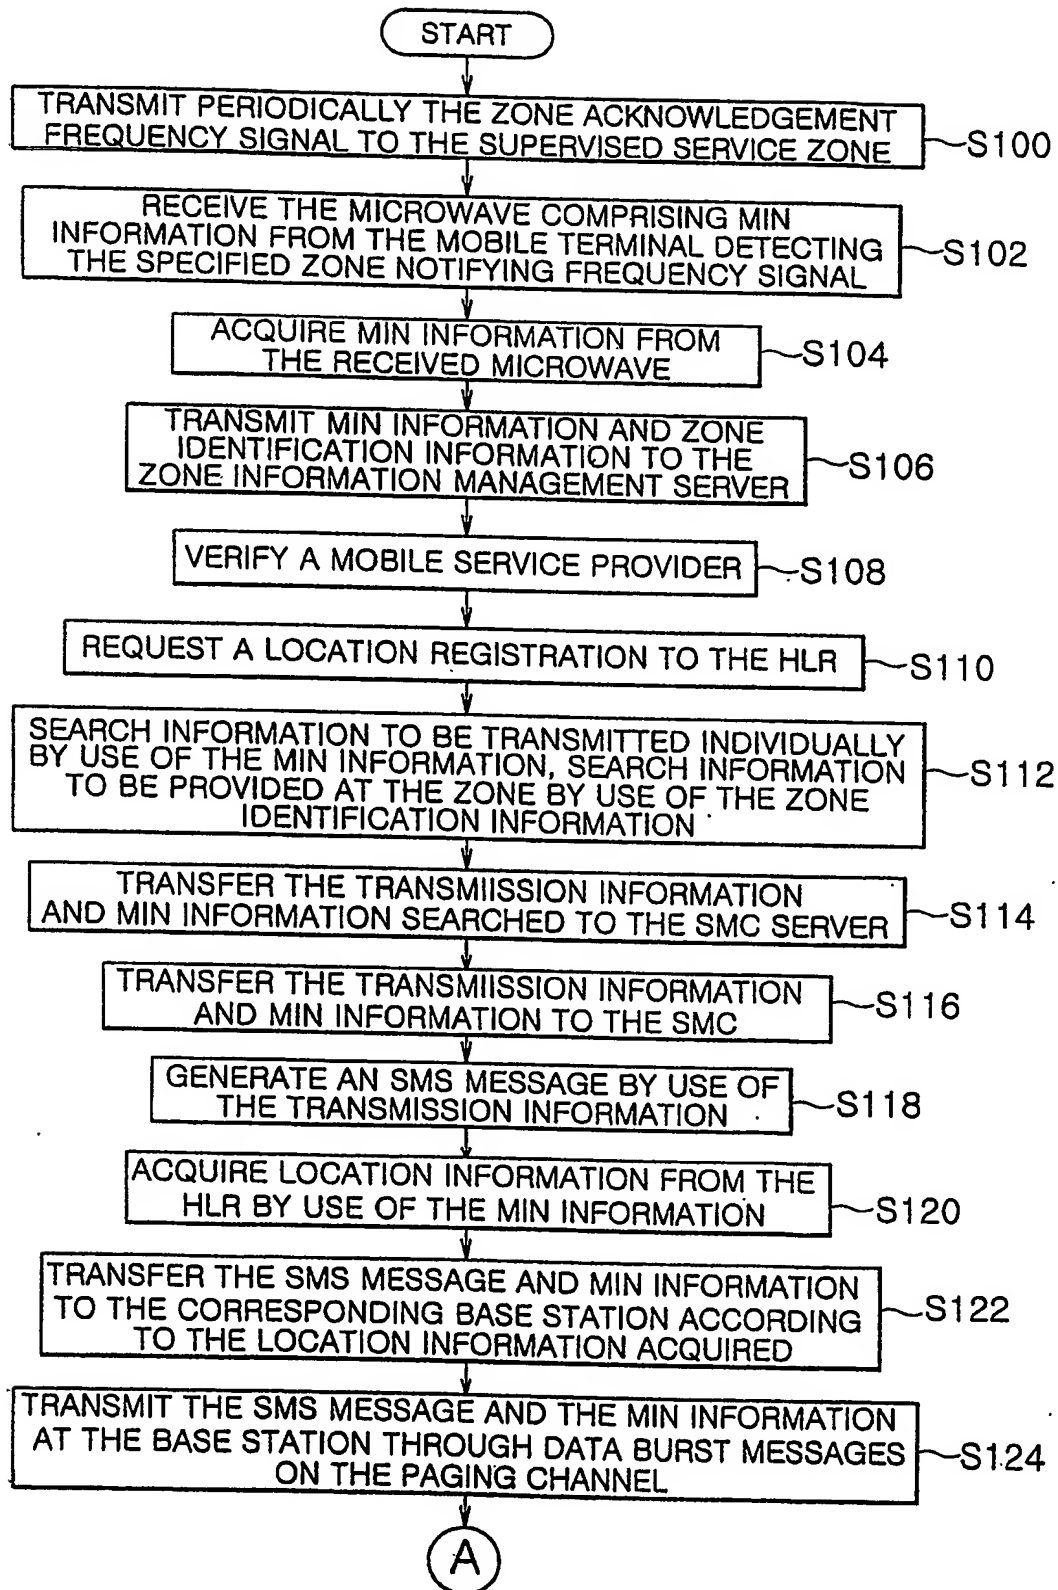 START
TRANSMIT PERIODICALLY THE ZONE ACKNOWLEDGEMENT
FREQUENCY SIGNAL TO THE SUPERVISED SERVICE ZONE
S100
RECEIVE THE MICROWAVE COMPRISING MIN
INFORMATION FROM THE MOBILE TERMINAL DETECTING
THE SPECIFIED ZONE NOTIFYING FREQUENCY SIGNAL
S102
ACQUIRE MIN INFORMATION FROM
THE RECEIVED MICROWAVE
S104
TRANSMIT MIN INFORMATION AND ZONE
IDENTIFICATION INFORMATION TO THE
ZONE INFORMATION MANAGEMENT SERVER
S106
VERIFY A MOBILE SERVICE PROVIDER
S108
REQUEST A LOCATION REGISTRATION TO THE HLR
S110
SEARCH INFORMATION TO BE TRANSMITTED INDIVIDUALLY
BY USE OF THE MIN INFORMATION, SEARCH INFORMATION
TO BE PROVIDED AT THE ZONE BY USE OF THE ZONE
IDENTIFICATION INFORMATION
S112
TRANSFER THE TRANSMIISSION INFORMATION
AND MIN INFORMATION SEARCHED TO THE SMC SERVER
S114
TRANSFER THE TRANSMIISSION INFORMATION
AND MIN INFORMATION TO THE SMC
S116
GENERATE AN SMS MESSAGE BY USE OF
THE TRANSMISSION INFORMATION
S118
ACQUIRE LOCATION INFORMATION FROM THE
HLR BY USE OF THE MIN INFORMATION
S120
TRANSFER THE SMS MESSAGE AND MIN INFORMATION
TO THE CORRESPONDING BASE STATION ACCORDING
TO THE LOCATION INFORMATION ACQUIRED
S122
TRANSMIT THE SMS MESSAGE AND THE MIN INFORMATION
AT THE BASE STATION THROUGH DATA BURST MESSAGES
ON THE PAGING CHANNEL
S124
A